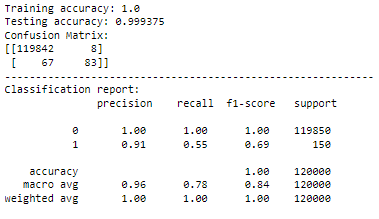 Training accuracy: 1.0
Testing accuracy: 0.999375
Confusion Matrix:
[[119842 8]
[ 67 83]]
----------------------------------------------------------------
Classification report:
precision recall f1-score support
0 1.00 1.00 1.00 119850
1 0.91 0.55 0.69 150
accuracy 1.00 120000
macro avg 0.96 0.78 0.84 120000
weighted avg 1.00 1.00 1.00 120000